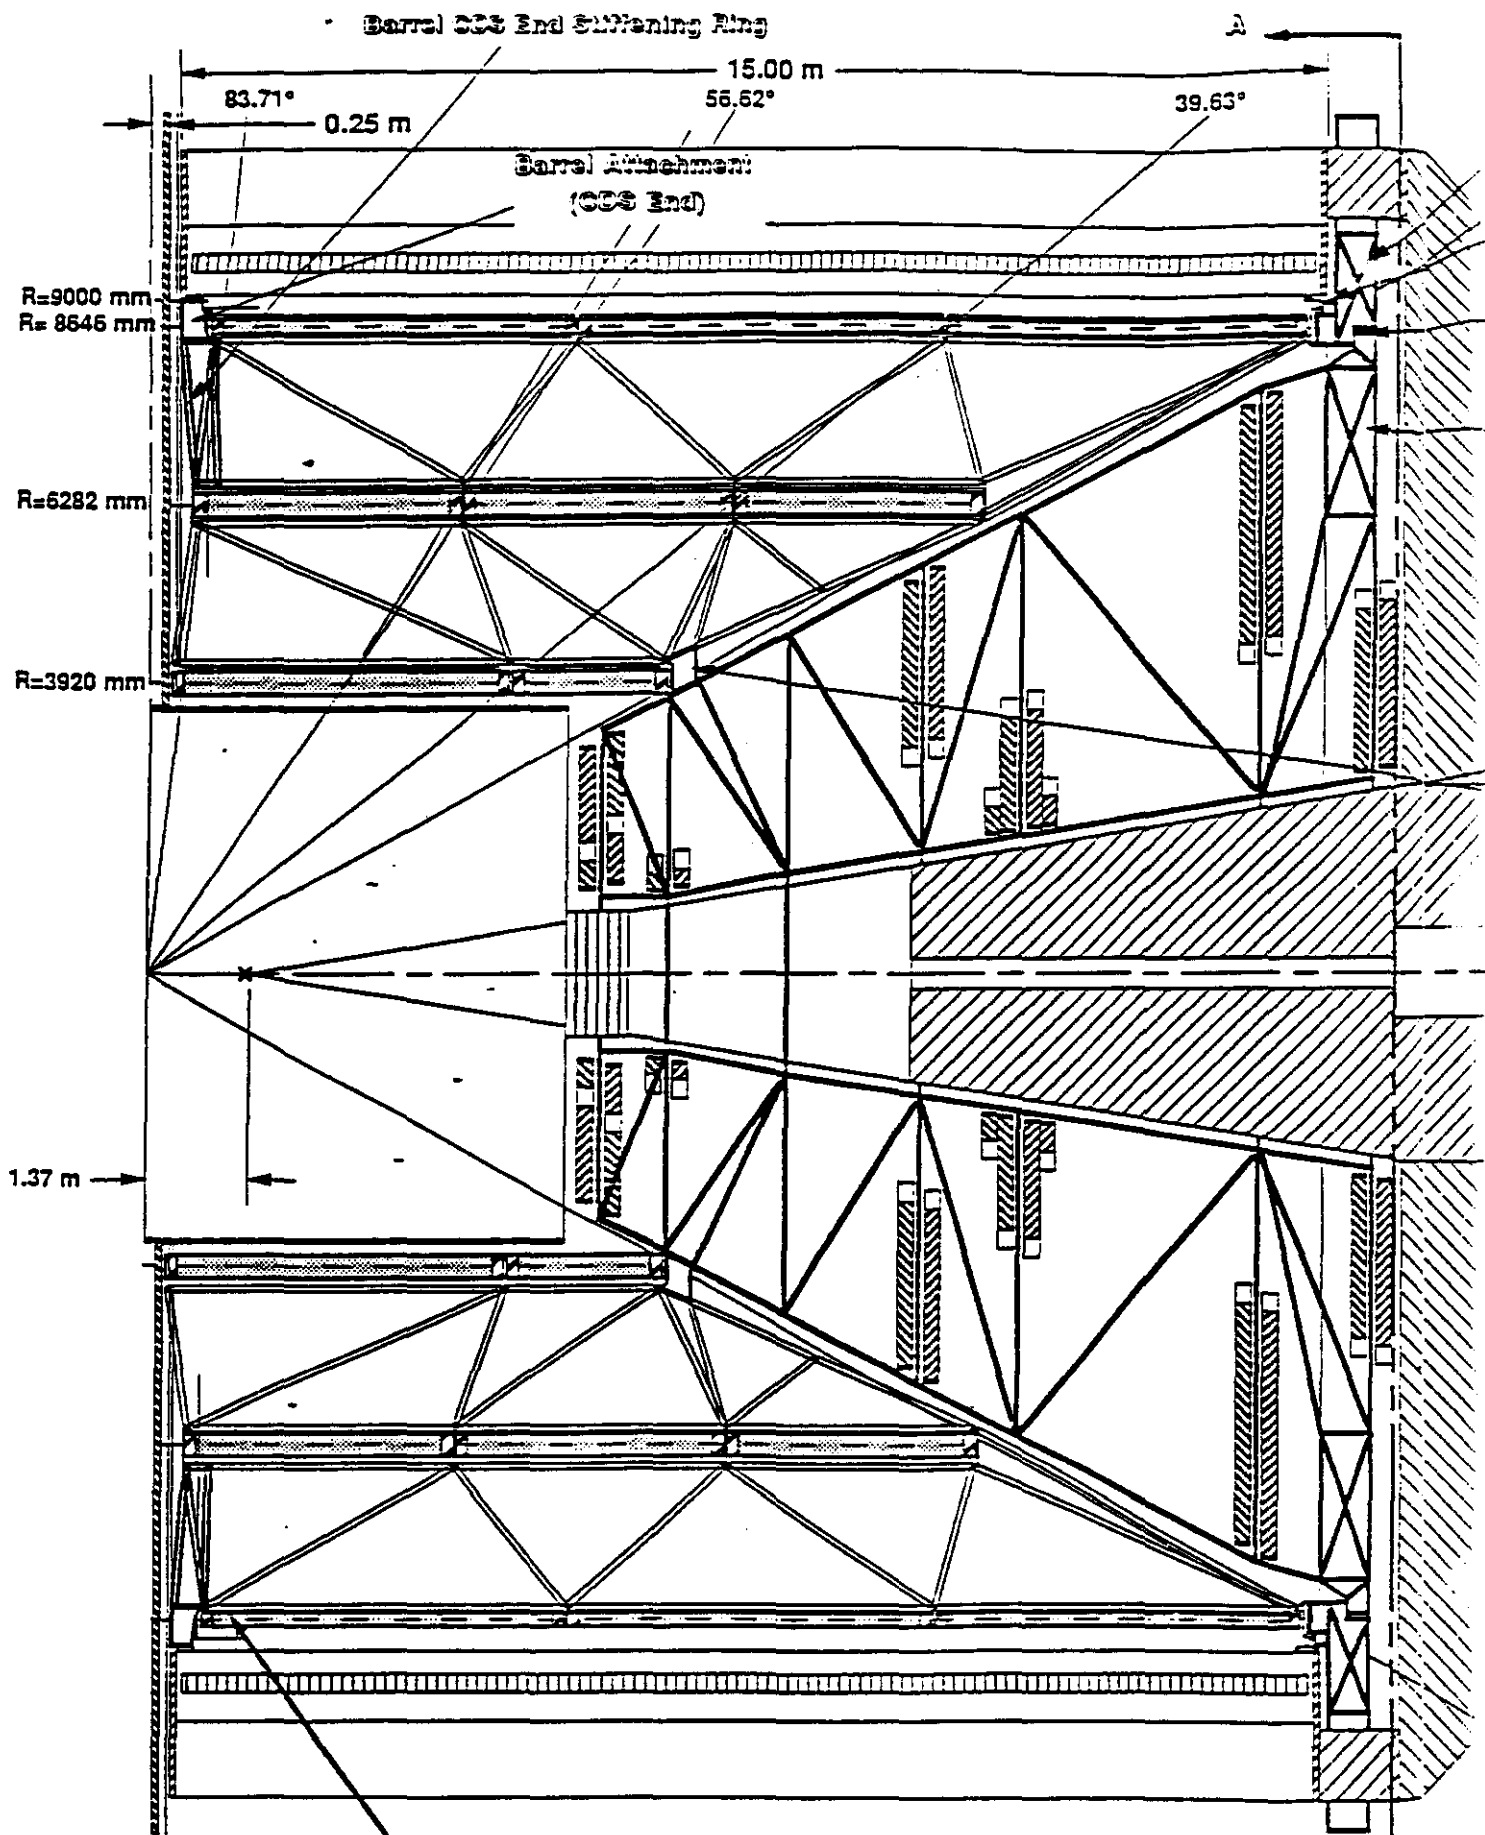 Barrel CDS End Stiffening Ring
A
15.00 m
83.71°
56.62°
39.63°
0.25 m
Barrel Attachment
(CDS End)
R=9000 mm
R= 8646 mm
R=6282 mm
R=3920 mm
1.37 m